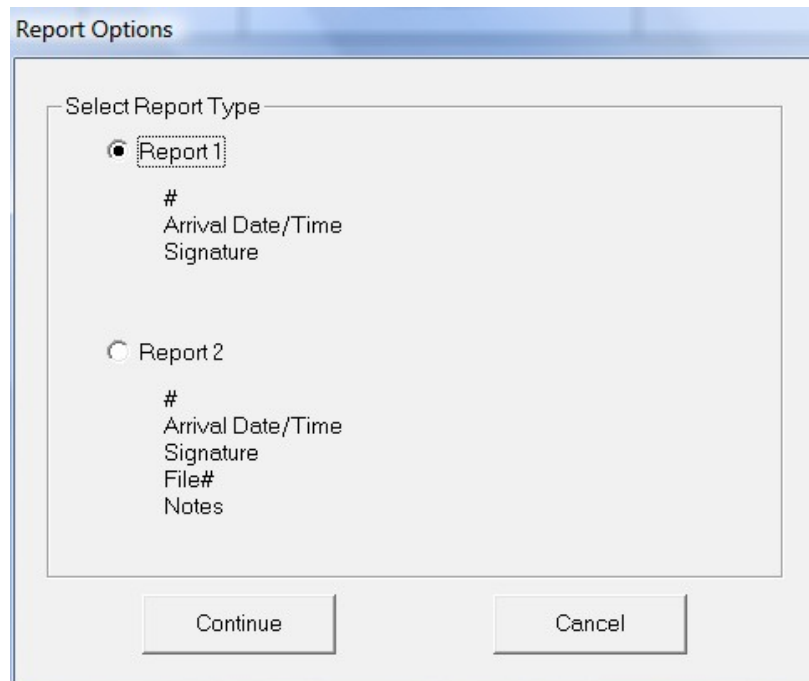 Report Options
Select Report Type
Report 1
#
Arrival Date/Time
Signature
Report 2
#
Arrival Date/Time
Signature
File#
Notes
Continue
Cancel